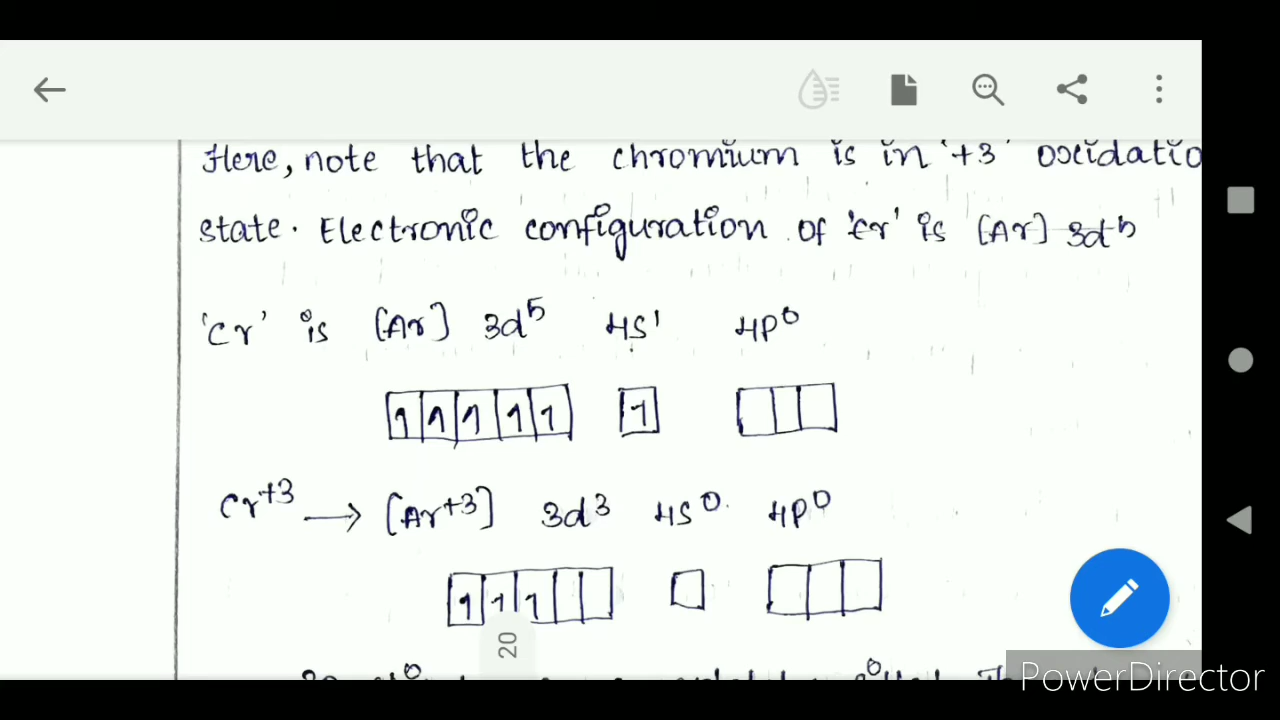 Here, note that the chromium is in '+3' oxidatio
state. Electronic configuration of 'Cr' is [Ar] 3d⁵
'Cr' is [Ar] 3d⁵ 4s¹ 4p⁰
1 1 1 1 1 1
Cr⁺³ → [Ar⁺³] 3d³ 4s⁰ 4p⁰
1 1 1
20
PowerDirector